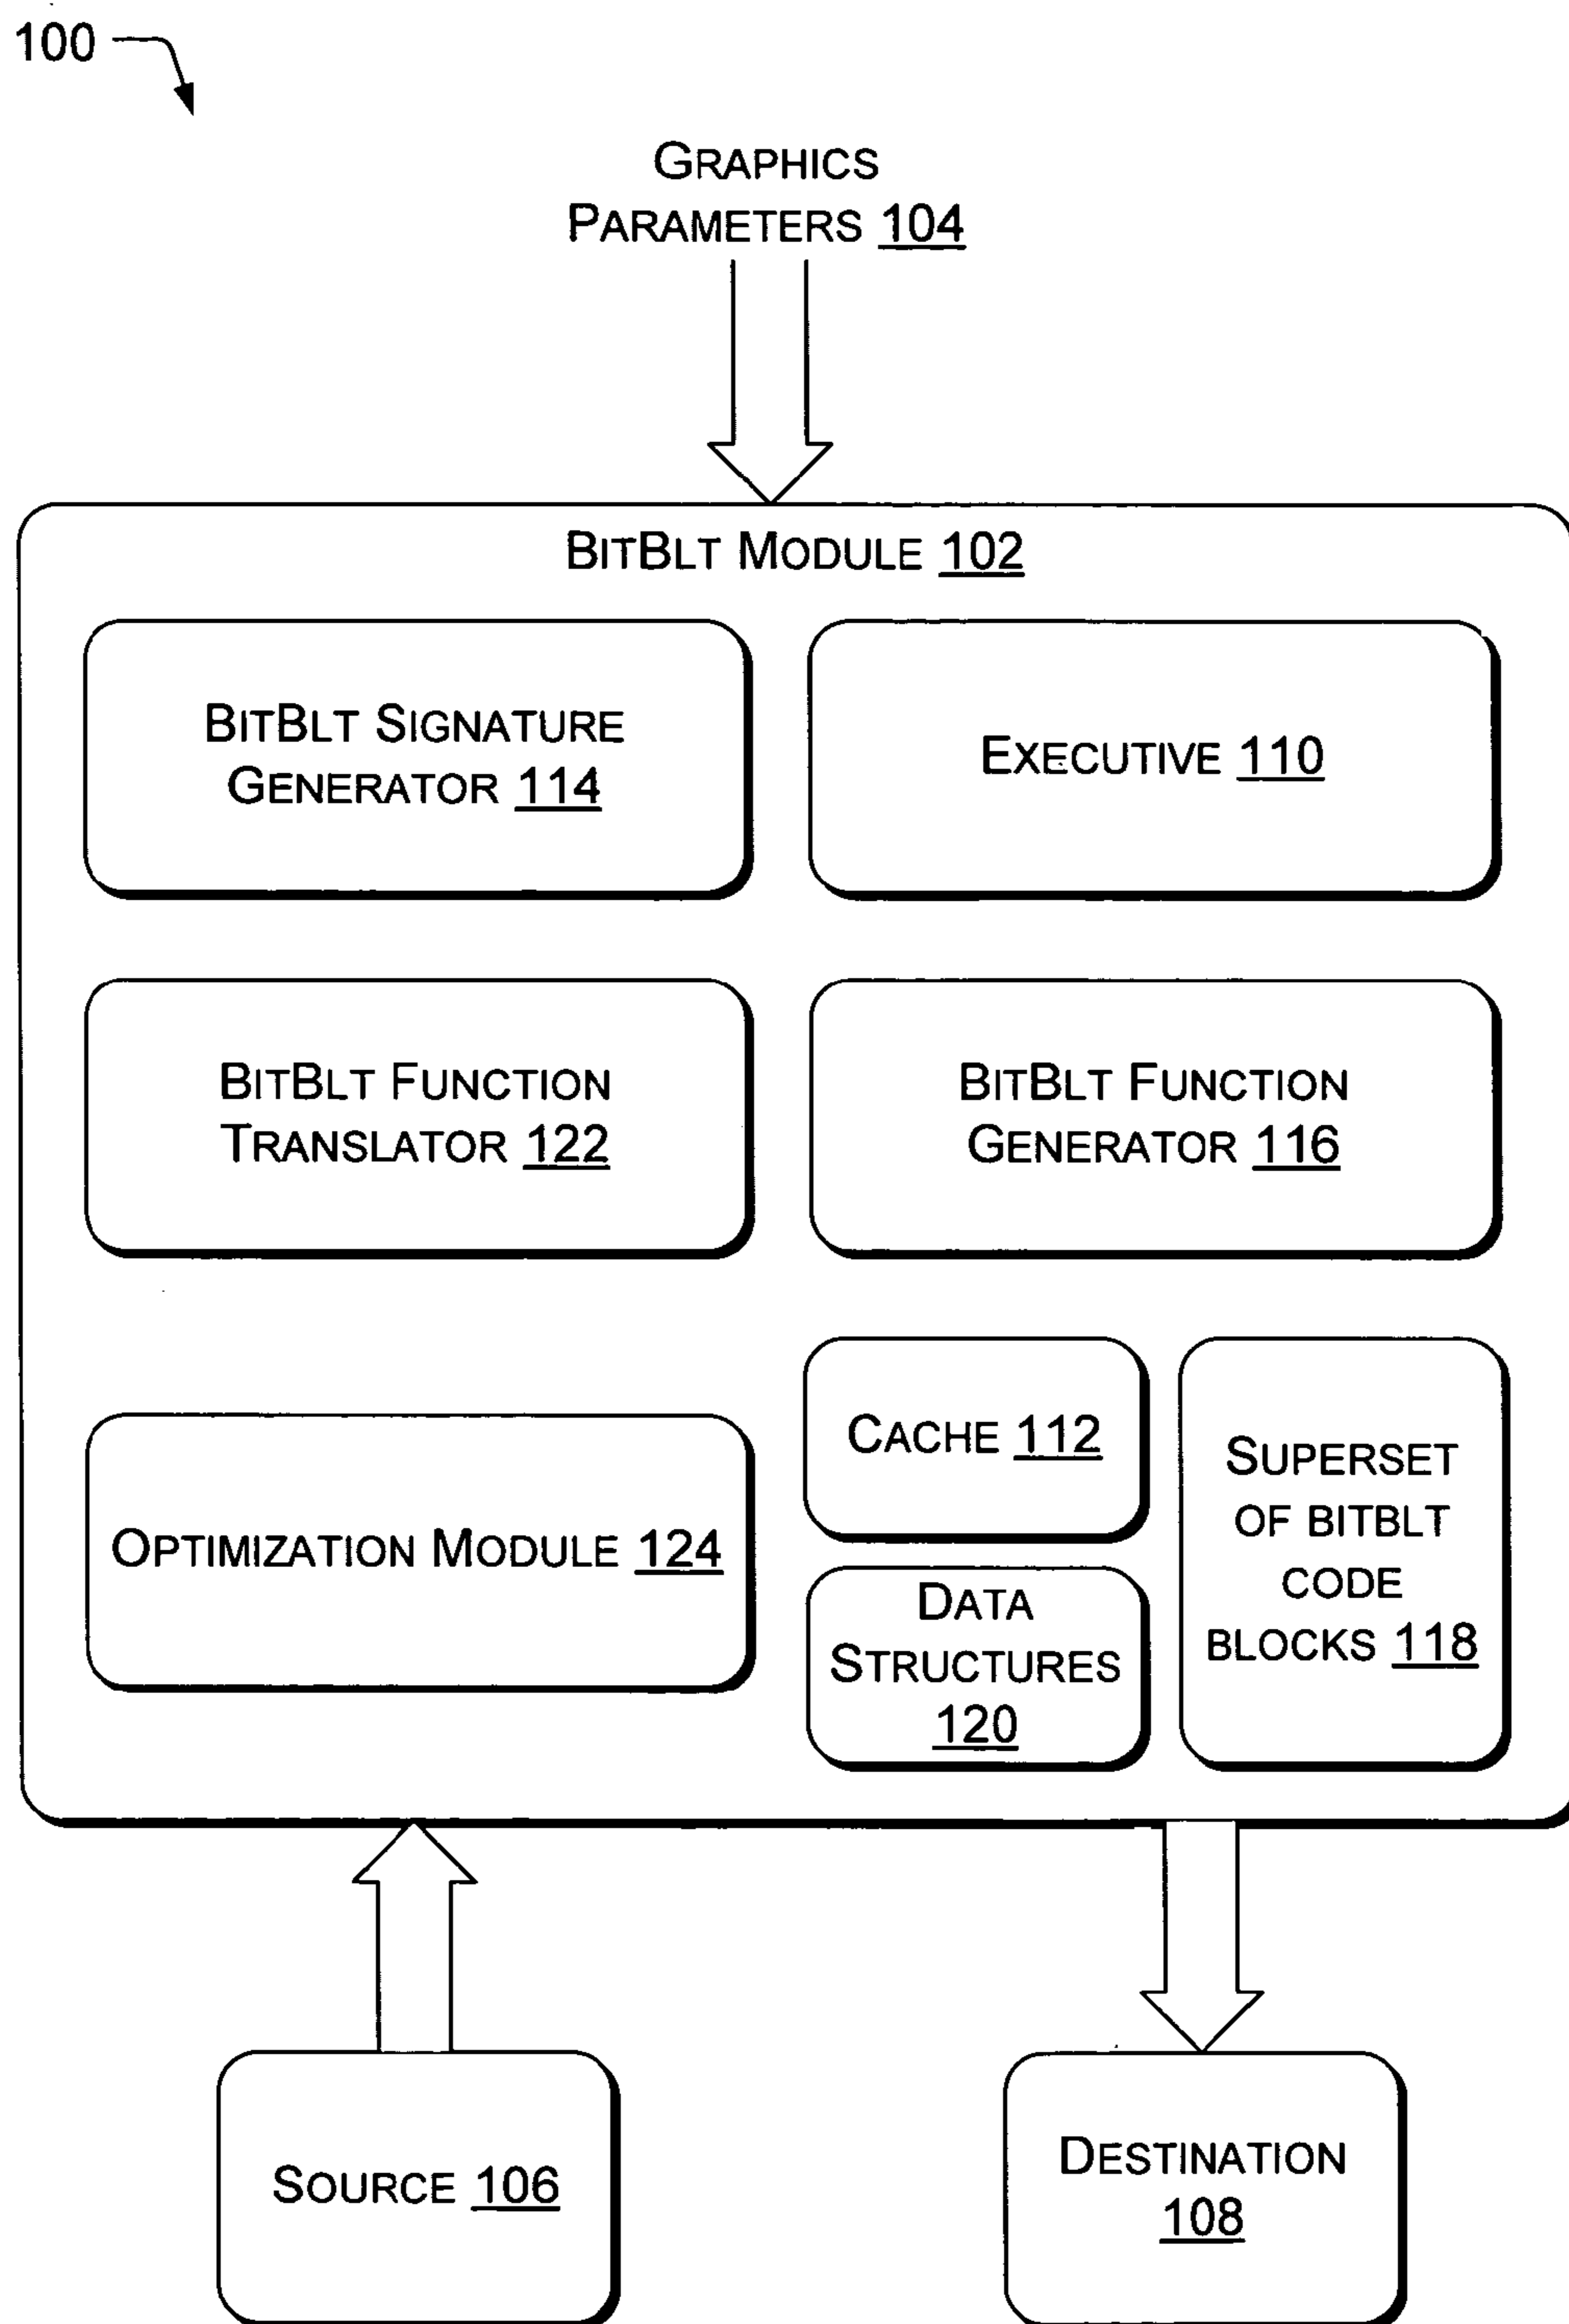 100
GRAPHICS
PARAMETERS 104
BITBLT MODULE 102
BITBLT SIGNATURE
GENERATOR 114
EXECUTIVE 110
BITBLT FUNCTION
TRANSLATOR 122
BITBLT FUNCTION
GENERATOR 116
OPTIMIZATION MODULE 124
CACHE 112
DATA
STRUCTURES
120
SUPERSET
OF BITBLT
CODE
BLOCKS 118
SOURCE 106
DESTINATION
108